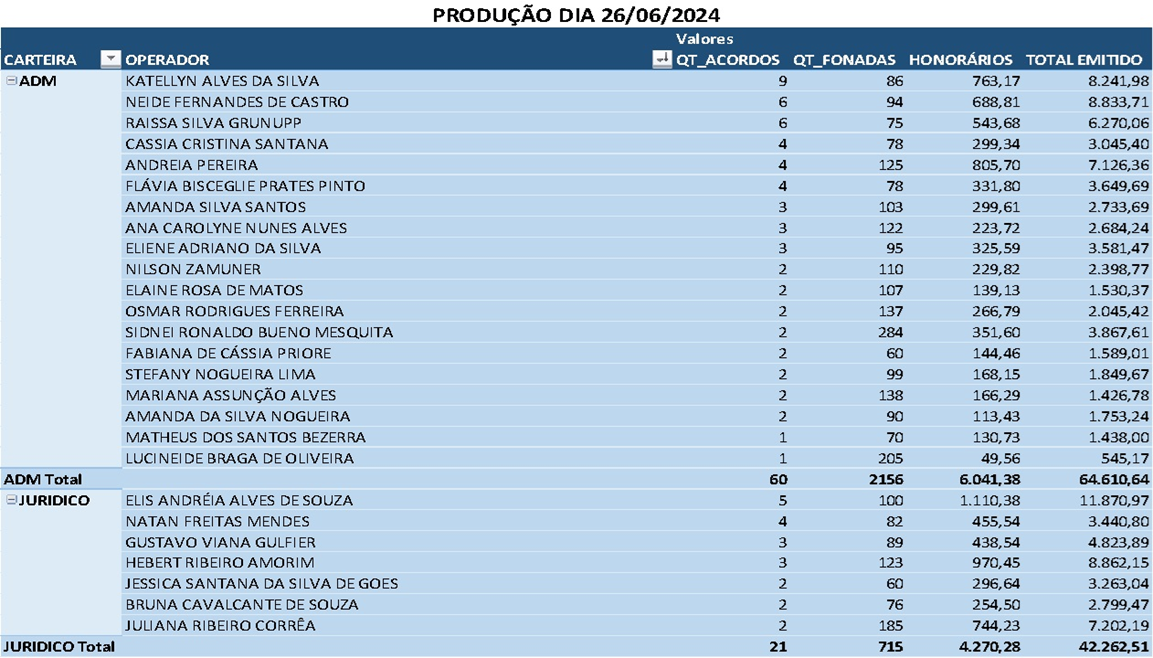 PRODUÇÃO DIA 26/06/2024
Valores
CARTEIRA OPERADOR QT_ACORDOS QT_FONADAS HONORÁRIOS TOTAL EMITIDO
ADM KATELLYN ALVES DA SILVA 9 86 763,17 8.241,98
NEIDE FERNANDES DE CASTRO 6 94 688,81 8.833,71
RAISSA SILVA GRUNUPP 6 75 543,68 6.270,06
CASSIA CRISTINA SANTANA 4 78 299,34 3.045,40
ANDREIA PEREIRA 4 125 805,70 7.126,36
FLÁVIA BISCEGLIE PRATES PINTO 4 78 331,80 3.649,69
AMANDA SILVA SANTOS 3 103 299,61 2.733,69
ANA CAROLYNE NUNES ALVES 3 122 223,72 2.684,24
ELIENE ADRIANO DA SILVA 3 95 325,59 3.581,47
NILSON ZAMUNER 2 110 229,82 2.398,77
ELAINE ROSA DE MATOS 2 107 139,13 1.530,37
OSMAR RODRIGUES FERREIRA 2 137 266,79 2.045,42
SIDNEI RONALDO BUENO MESQUITA 2 284 351,60 3.867,61
FABIANA DE CÁSSIA PRIORE 2 60 144,46 1.589,01
STEFANY NOGUEIRA LIMA 2 99 168,15 1.849,67
MARIANA ASSUNÇÃO ALVES 2 138 166,29 1.426,78
AMANDA DA SILVA NOGUEIRA 2 90 113,43 1.753,24
MATHEUS DOS SANTOS BEZERRA 1 70 130,73 1.438,00
LUCINEIDE BRAGA DE OLIVEIRA 1 205 49,56 545,17
ADM Total 60 2156 6.041,38 64.610,64
JURIDICO ELIS ANDRÉIA ALVES DE SOUZA 5 100 1.110,38 11.870,97
NATAN FREITAS MENDES 4 82 455,54 3.440,80
GUSTAVO VIANA GULFIER 3 89 438,54 4.823,89
HEBERT RIBEIRO AMORIM 3 123 970,45 8.862,15
JESSICA SANTANA DA SILVA DE GOES 2 60 296,64 3.263,04
BRUNA CAVALCANTE DE SOUZA 2 76 254,50 2.799,47
JULIANA RIBEIRO CORRÊA 2 185 744,23 7.202,19
JURIDICO Total 21 715 4.270,28 42.262,51